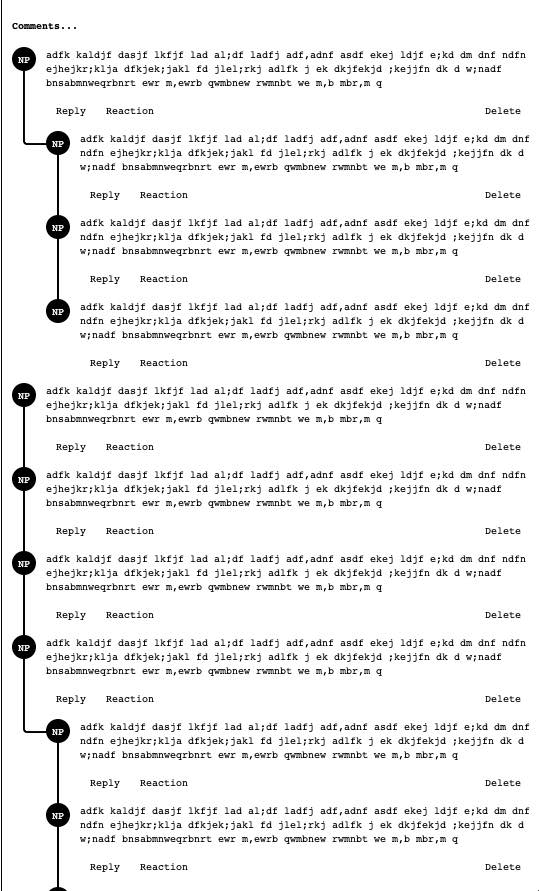 Comments...
NP
adfk kaldjf dasjf lkfjf lad al;df ladfj adf,adnf asdf ekej ldjf e;kd dm dnf ndfn
ejhejkr;klja dfkjek;jakl fd jlel;rkj adlfk j ek dkjfekjd ;kejjfn dk d w;nadf
bnsabmnweqrbnrt ewr m,ewrb qwmbnew rwmnbt we m,b mbr,m q
Reply Reaction Delete
NP
adfk kaldjf dasjf lkfjf lad al;df ladfj adf,adnf asdf ekej ldjf e;kd dm dnf
ndfn ejhejkr;klja dfkjek;jakl fd jlel;rkj adlfk j ek dkjfekjd ;kejjfn dk d
w;nadf bnsabmnweqrbnrt ewr m,ewrb qwmbnew rwmnbt we m,b mbr,m q
Reply Reaction Delete
NP
adfk kaldjf dasjf lkfjf lad al;df ladfj adf,adnf asdf ekej ldjf e;kd dm dnf
ndfn ejhejkr;klja dfkjek;jakl fd jlel;rkj adlfk j ek dkjfekjd ;kejjfn dk d
w;nadf bnsabmnweqrbnrt ewr m,ewrb qwmbnew rwmnbt we m,b mbr,m q
Reply Reaction Delete
NP
adfk kaldjf dasjf lkfjf lad al;df ladfj adf,adnf asdf ekej ldjf e;kd dm dnf
ndfn ejhejkr;klja dfkjek;jakl fd jlel;rkj adlfk j ek dkjfekjd ;kejjfn dk d
w;nadf bnsabmnweqrbnrt ewr m,ewrb qwmbnew rwmnbt we m,b mbr,m q
Reply Reaction Delete
NP
adfk kaldjf dasjf lkfjf lad al;df ladfj adf,adnf asdf ekej ldjf e;kd dm dnf ndfn
ejhejkr;klja dfkjek;jakl fd jlel;rkj adlfk j ek dkjfekjd ;kejjfn dk d w;nadf
bnsabmnweqrbnrt ewr m,ewrb qwmbnew rwmnbt we m,b mbr,m q
Reply Reaction Delete
NP
adfk kaldjf dasjf lkfjf lad al;df ladfj adf,adnf asdf ekej ldjf e;kd dm dnf ndfn
ejhejkr;klja dfkjek;jakl fd jlel;rkj adlfk j ek dkjfekjd ;kejjfn dk d w;nadf
bnsabmnweqrbnrt ewr m,ewrb qwmbnew rwmnbt we m,b mbr,m q
Reply Reaction Delete
NP
adfk kaldjf dasjf lkfjf lad al;df ladfj adf,adnf asdf ekej ldjf e;kd dm dnf ndfn
ejhejkr;klja dfkjek;jakl fd jlel;rkj adlfk j ek dkjfekjd ;kejjfn dk d w;nadf
bnsabmnweqrbnrt ewr m,ewrb qwmbnew rwmnbt we m,b mbr,m q
Reply Reaction Delete
NP
adfk kaldjf dasjf lkfjf lad al;df ladfj adf,adnf asdf ekej ldjf e;kd dm dnf ndfn
ejhejkr;klja dfkjek;jakl fd jlel;rkj adlfk j ek dkjfekjd ;kejjfn dk d w;nadf
bnsabmnweqrbnrt ewr m,ewrb qwmbnew rwmnbt we m,b mbr,m q
Reply Reaction Delete
NP
adfk kaldjf dasjf lkfjf lad al;df ladfj adf,adnf asdf ekej ldjf e;kd dm dnf
ndfn ejhejkr;klja dfkjek;jakl fd jlel;rkj adlfk j ek dkjfekjd ;kejjfn dk d
w;nadf bnsabmnweqrbnrt ewr m,ewrb qwmbnew rwmnbt we m,b mbr,m q
Reply Reaction Delete
NP
adfk kaldjf dasjf lkfjf lad al;df ladfj adf,adnf asdf ekej ldjf e;kd dm dnf
ndfn ejhejkr;klja dfkjek;jakl fd jlel;rkj adlfk j ek dkjfekjd ;kejjfn dk d
w;nadf bnsabmnweqrbnrt ewr m,ewrb qwmbnew rwmnbt we m,b mbr,m q
Reply Reaction Delete